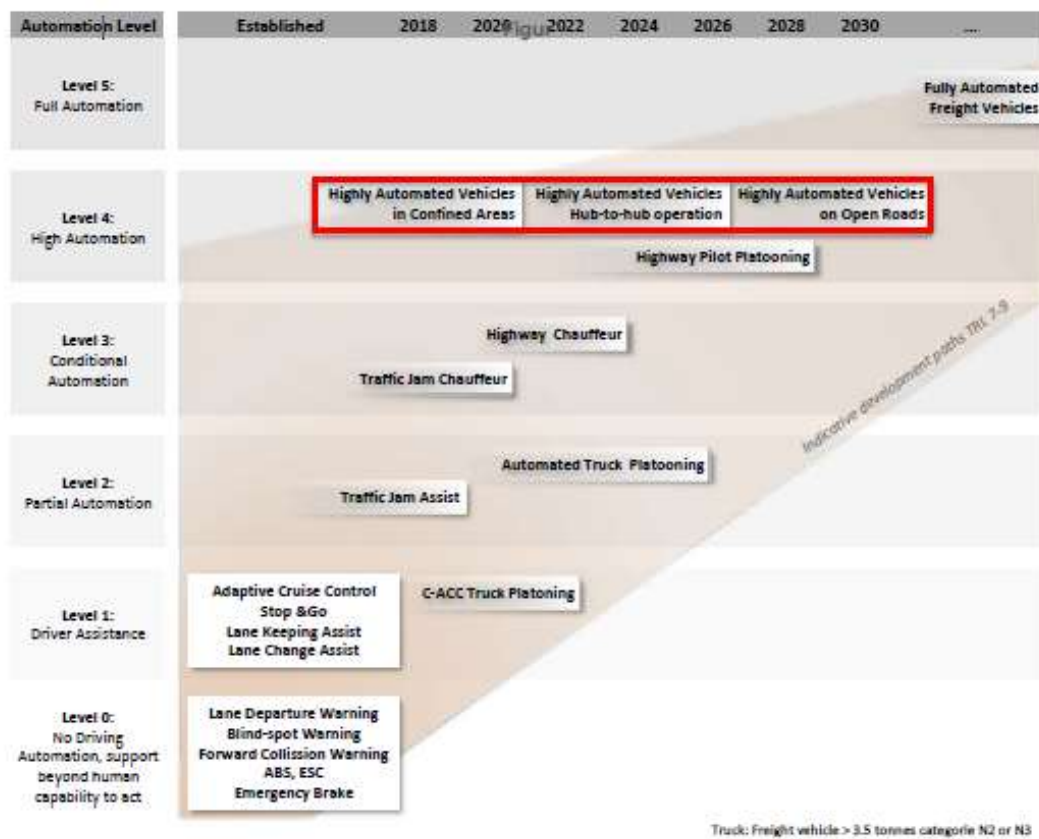 Automation Level Established 2018 2020 Figur 2022 2024 2026 2028 2030 ...
Level 5:
Full Automation
Fully Automated
Freight Vehicles
Level 4:
High Automation
Highly Automated Vehicles
in Confined Areas
Highly Automated Vehicles
Hub-to-hub operation
Highly Automated Vehicles
on Open Roads
Highway Pilot Platooning
Level 3:
Conditional
Automation
Highway Chauffeur
Traffic Jam Chauffeur
Indicative development paths TRL 7-9
Level 2:
Partial Automation
Automated Truck Platooning
Traffic Jam Assist
Level 1:
Driver Assistance
Adaptive Cruise Control
Stop &Go
Lane Keeping Assist
Lane Change Assist
C-ACC Truck Platoning
Level 0:
No Driving
Automation, support
beyond human
capability to act
Lane Departure Warning
Blind-spot Warning
Forward Collission Warning
ABS, ESC
Emergency Brake
Truck: Freight vehicle > 3.5 tonnes categorie N2 or N3